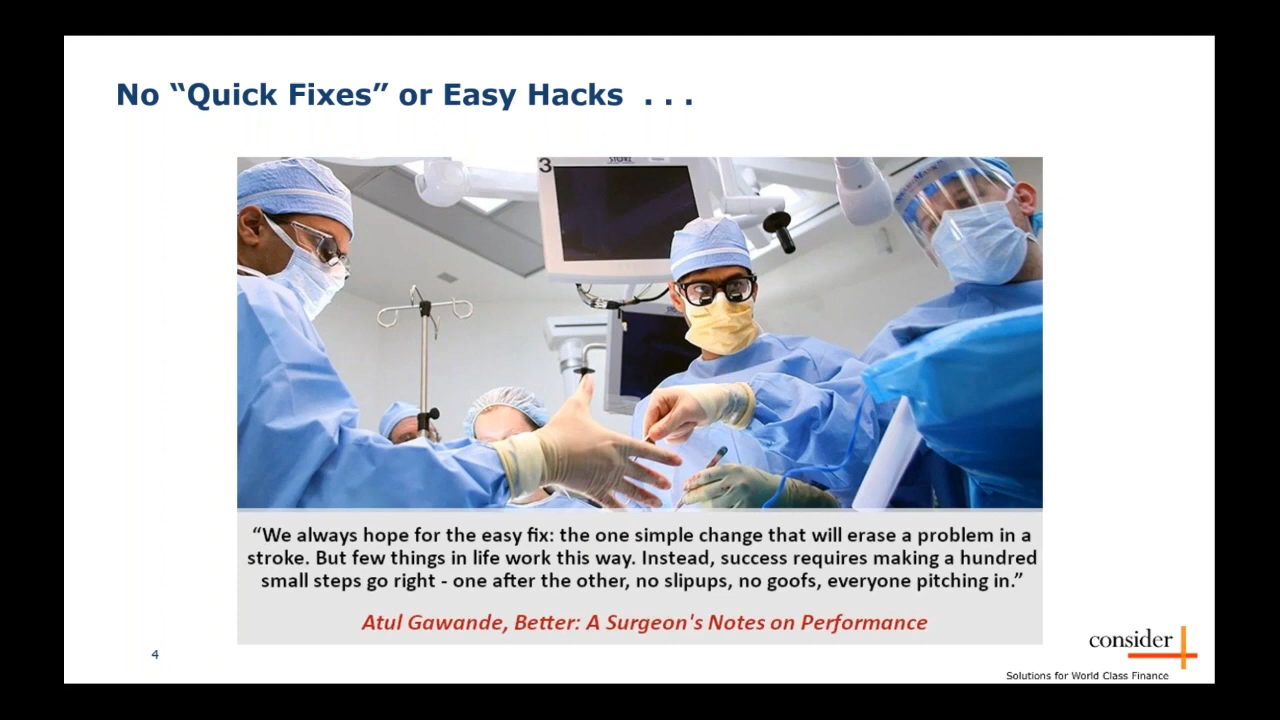 No “Quick Fixes” or Easy Hacks . . .
3
STORZ
“We always hope for the easy fix: the one simple change that will erase a problem in a
stroke. But few things in life work this way. Instead, success requires making a hundred
small steps go right - one after the other, no slipups, no goofs, everyone pitching in.”
Atul Gawande, Better: A Surgeon's Notes on Performance
4
consider
Solutions for World Class Finance